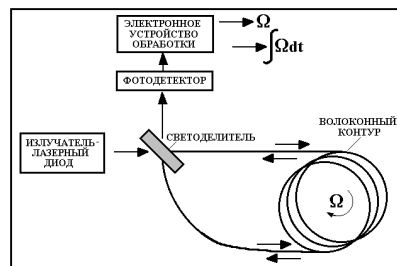 ЭЛЕКТРОННОЕ
УСТРОЙСТВО
ОБРАБОТКИ
Ω
∫Ωdt
ФОТОДЕТЕКТОР
ИЗЛУЧАТЕЛЬ-
ЛАЗЕРНЫЙ
ДИОД
СВЕТОДЕЛИТЕЛЬ
ВОЛОКОННЫЙ
КОНТУР
Ω